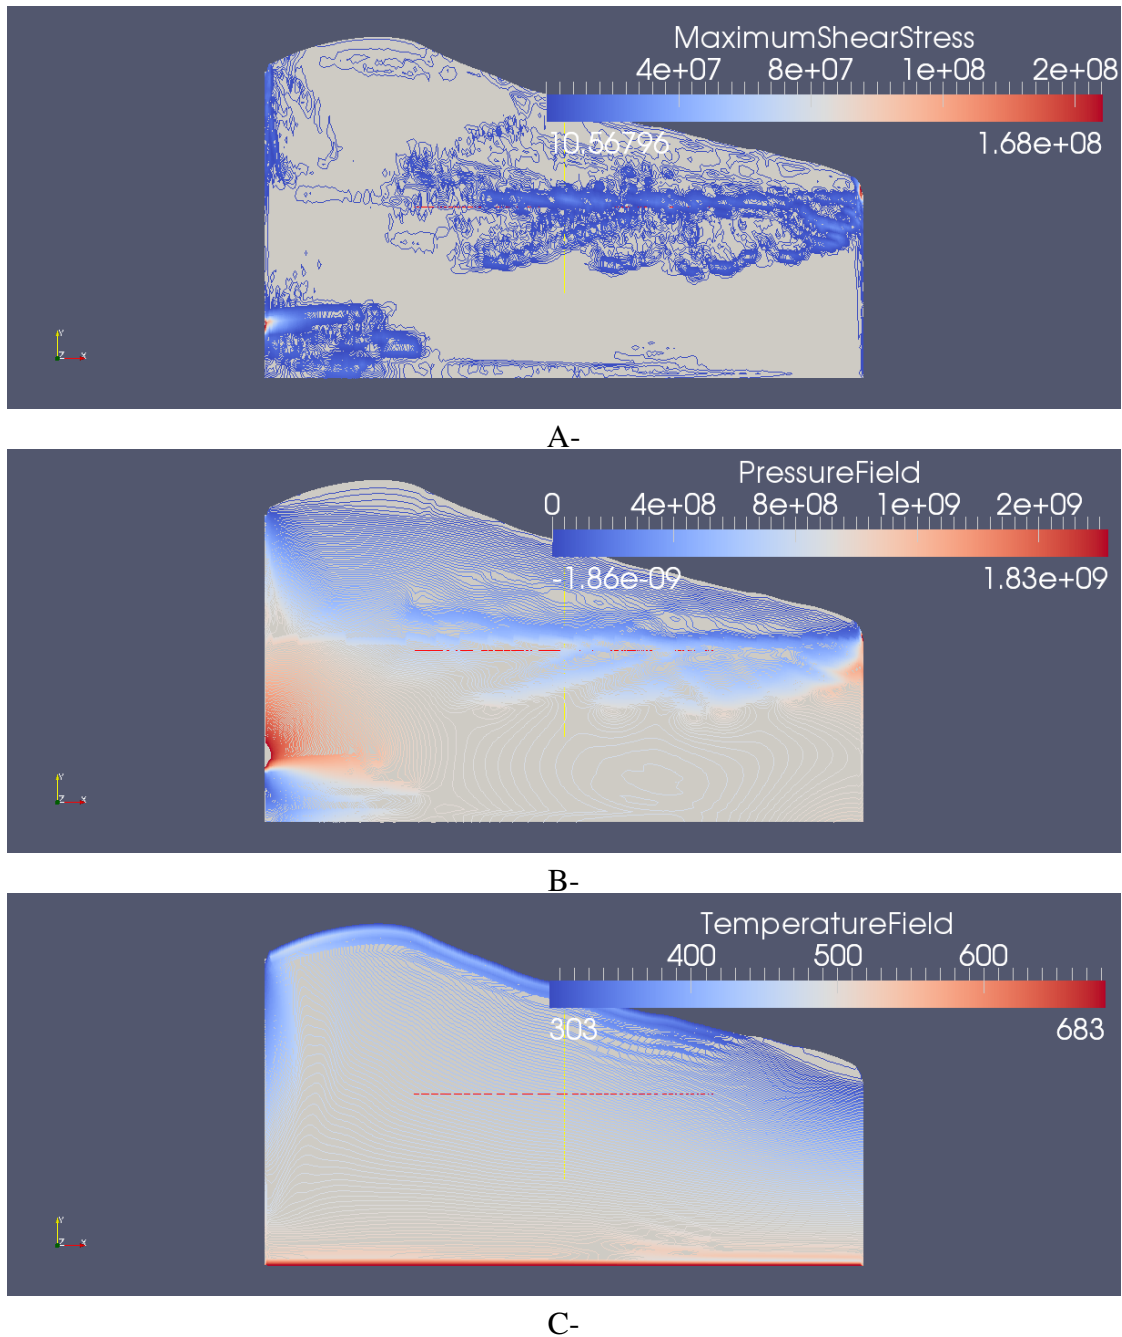 MaximumShearStress
4e+07 8e+07 1e+08 2e+08
10.56796 1.68e+08
Y
Z X
A-
PressureField
0 4e+08 8e+08 1e+09 2e+09
-1.86e-09 1.83e+09
Y
Z X
B-
TemperatureField
400 500 600
303 683
Y
Z X
C-